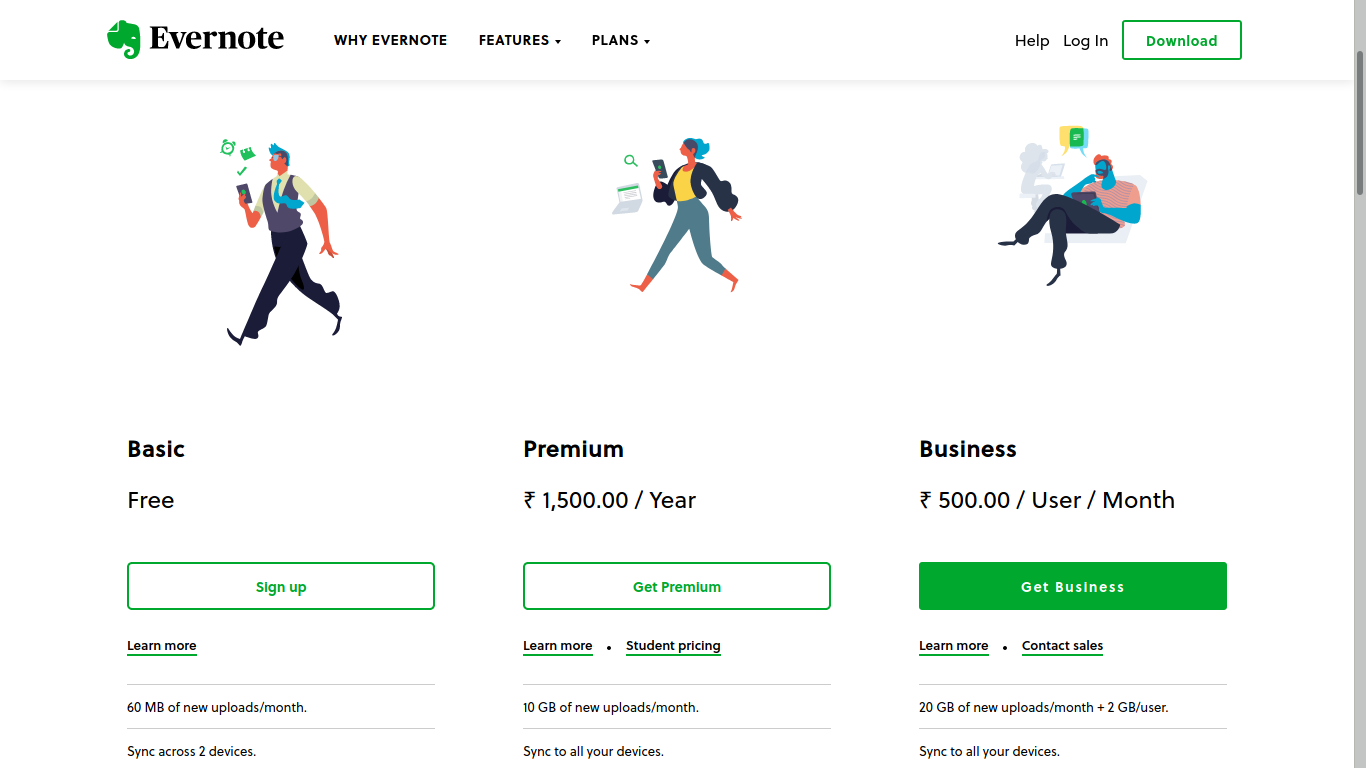 Evernote
WHY EVERNOTE
FEATURES
PLANS
Help
Log In
Download
Basic
Free
Sign up
Learn more
60 MB of new uploads/month.
Sync across 2 devices.
Premium
₹ 1,500.00 / Year
Get Premium
Learn more • Student pricing
10 GB of new uploads/month.
Sync to all your devices.
Business
₹ 500.00 / User / Month
Get Business
Learn more • Contact sales
20 GB of new uploads/month + 2 GB/user.
Sync to all your devices.